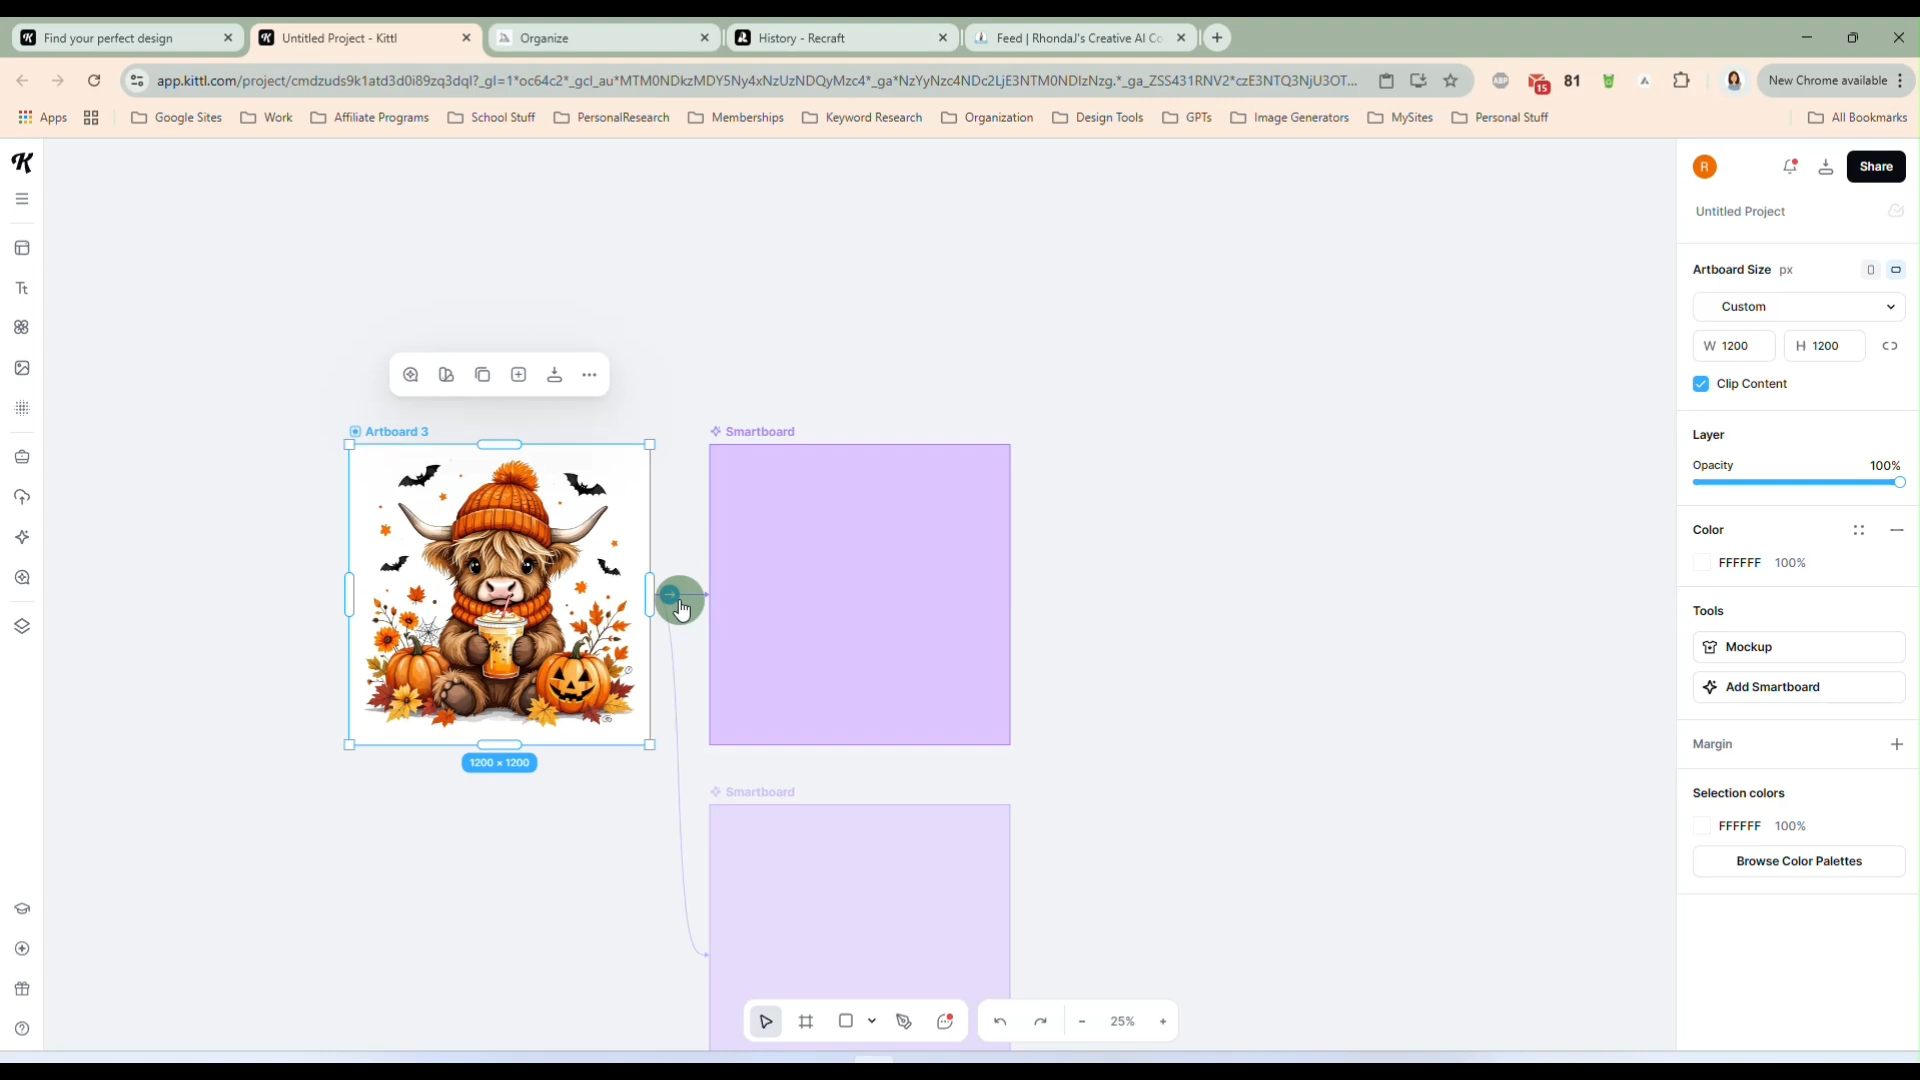 Find your perfect design
Untitled Project - Kittl
Organize
History - Recraft
Feed | RhondaJ's Creative AI Co
app.kittl.com/project/cmdzuds9k1atd3d0i89zq3dql?_gl=1*oc64c2*_gcl_au*MTM0NDkzMDY5Ny4xNzUzNDQyMzc4*_ga*NzYyNzc4NDc2LjE3NTM0NDIzNzg.*_ga_ZSS431RNV2*czE3NTQ3NjU3OT...
15
81
New Chrome available
Apps
Google Sites
Work
Affiliate Programs
School Stuff
PersonalResearch
Memberships
Keyword Research
Organization
Design Tools
GPTs
Image Generators
MySites
Personal Stuff
All Bookmarks
R
Share
Untitled Project
Artboard Size px
Custom
W 1200
H 1200
Clip Content
Layer
Opacity 100%
Color
FFFFFF 100%
Tools
Mockup
Add Smartboard
Margin
Selection colors
FFFFFF 100%
Browse Color Palettes
Artboard 3
Smartboard
1200 × 1200
Smartboard
25%